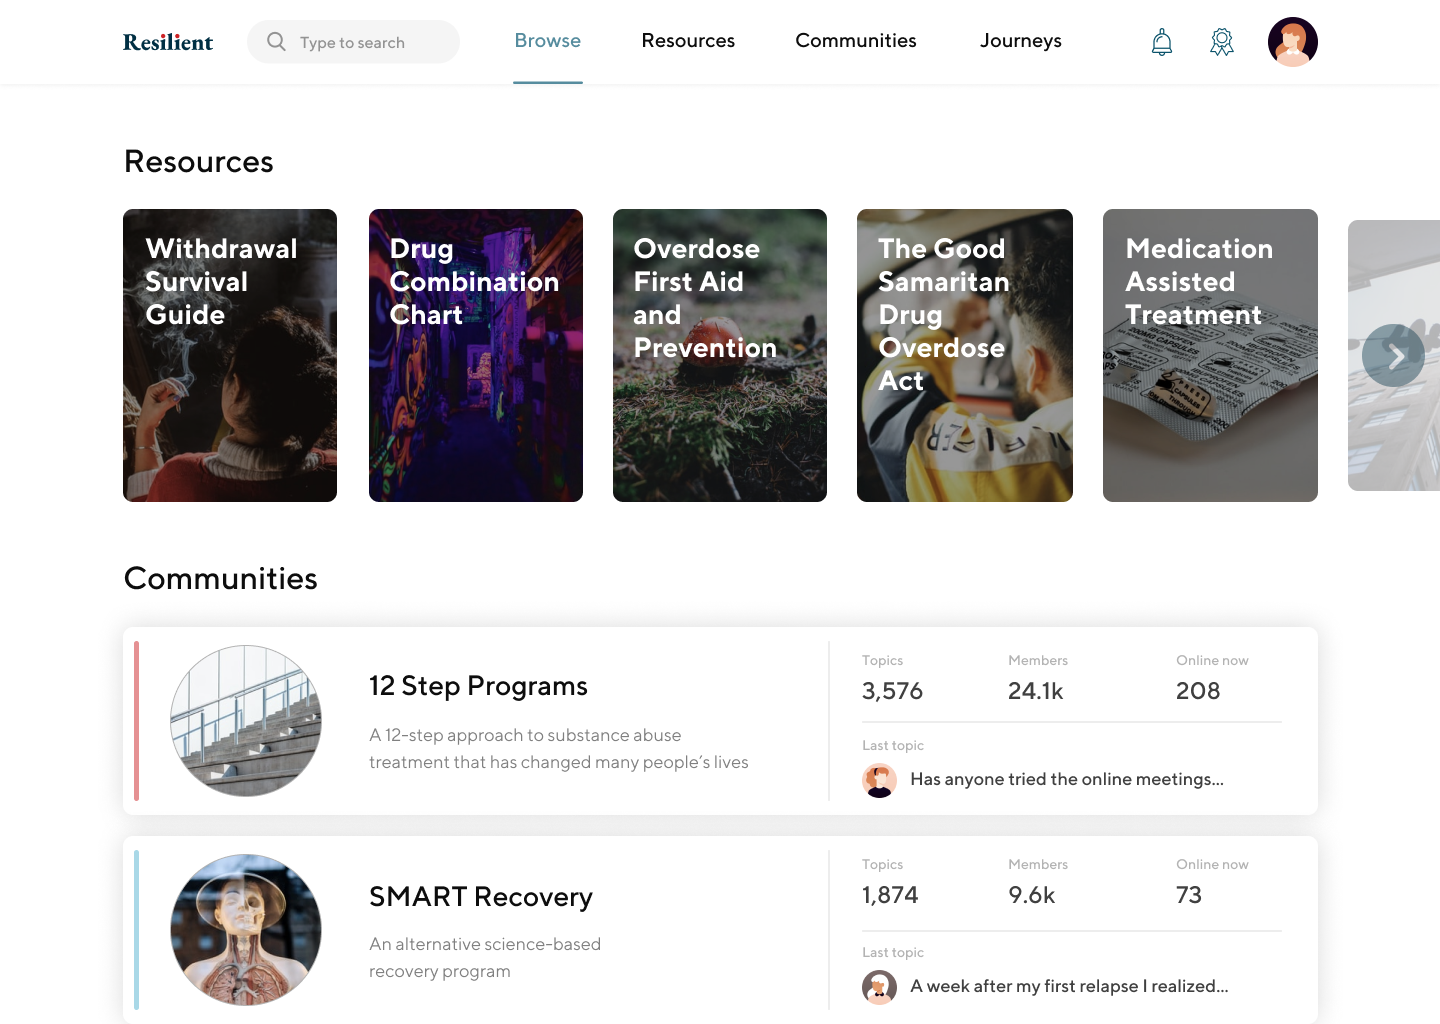 Resilient
Type to search
Browse
Resources
Communities
Journeys
Resources
Withdrawal
Survival
Guide
Drug
Combination
Chart
Overdose
First Aid
and
Prevention
The Good
Samaritan
Drug
Overdose
Act
Medication
Assisted
Treatment
Communities
12 Step Programs
A 12-step approach to substance abuse
treatment that has changed many people's lives
Topics
Members
Online now
3,576
24.1k
208
Last topic
Has anyone tried the online meetings...
SMART Recovery
An alternative science-based
recovery program
Topics
Members
Online now
1,874
9.6k
73
Last topic
A week after my first relapse I realized...